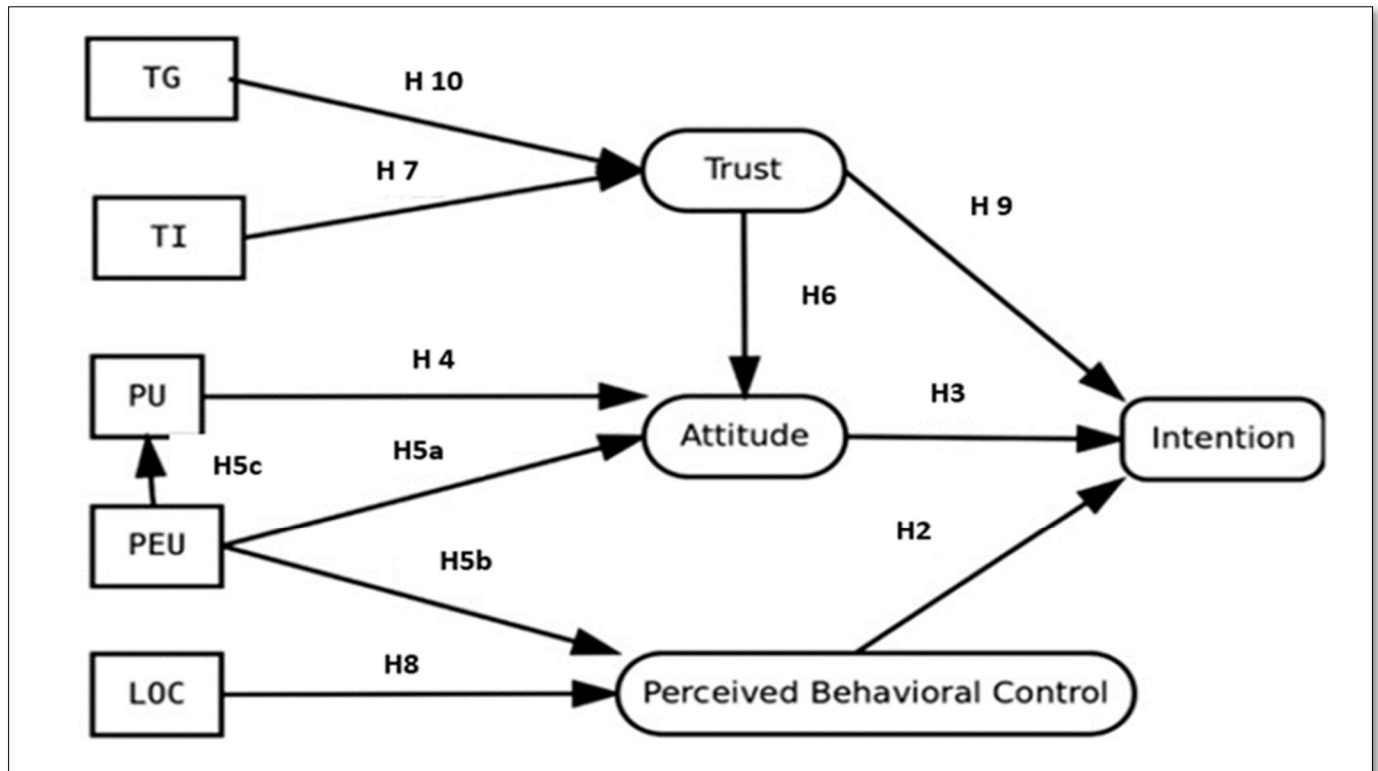 TG
H 10
Trust
H 7
TI
H 9
H6
PU
H 4
H3
Attitude
Intention
H5c
H5a
PEU
H5b
H2
LOC
H8
Perceived Behavioral Control